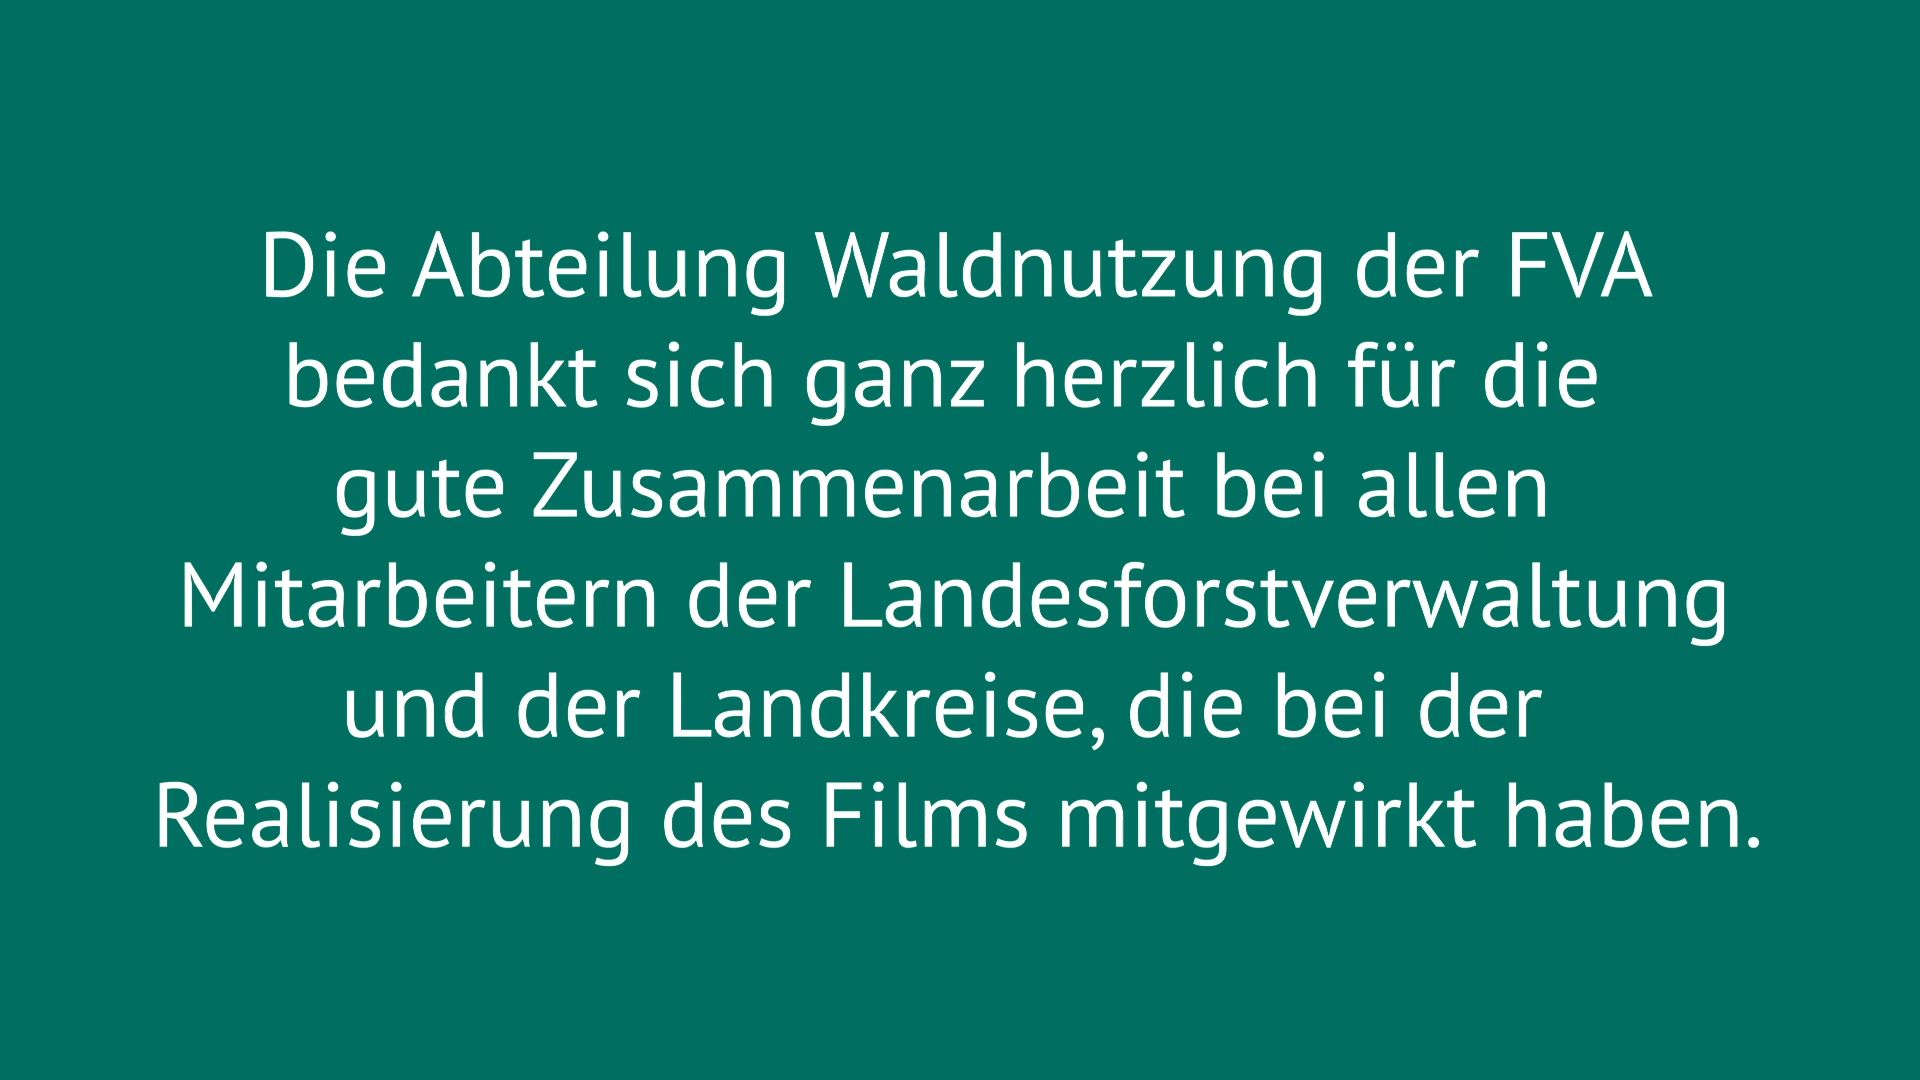 Die Abteilung Waldnutzung der FVA
bedankt sich ganz herzlich für die
gute Zusammenarbeit bei allen
Mitarbeitern der Landesforstverwaltung
und der Landkreise, die bei der
Realisierung des Films mitgewirkt haben.